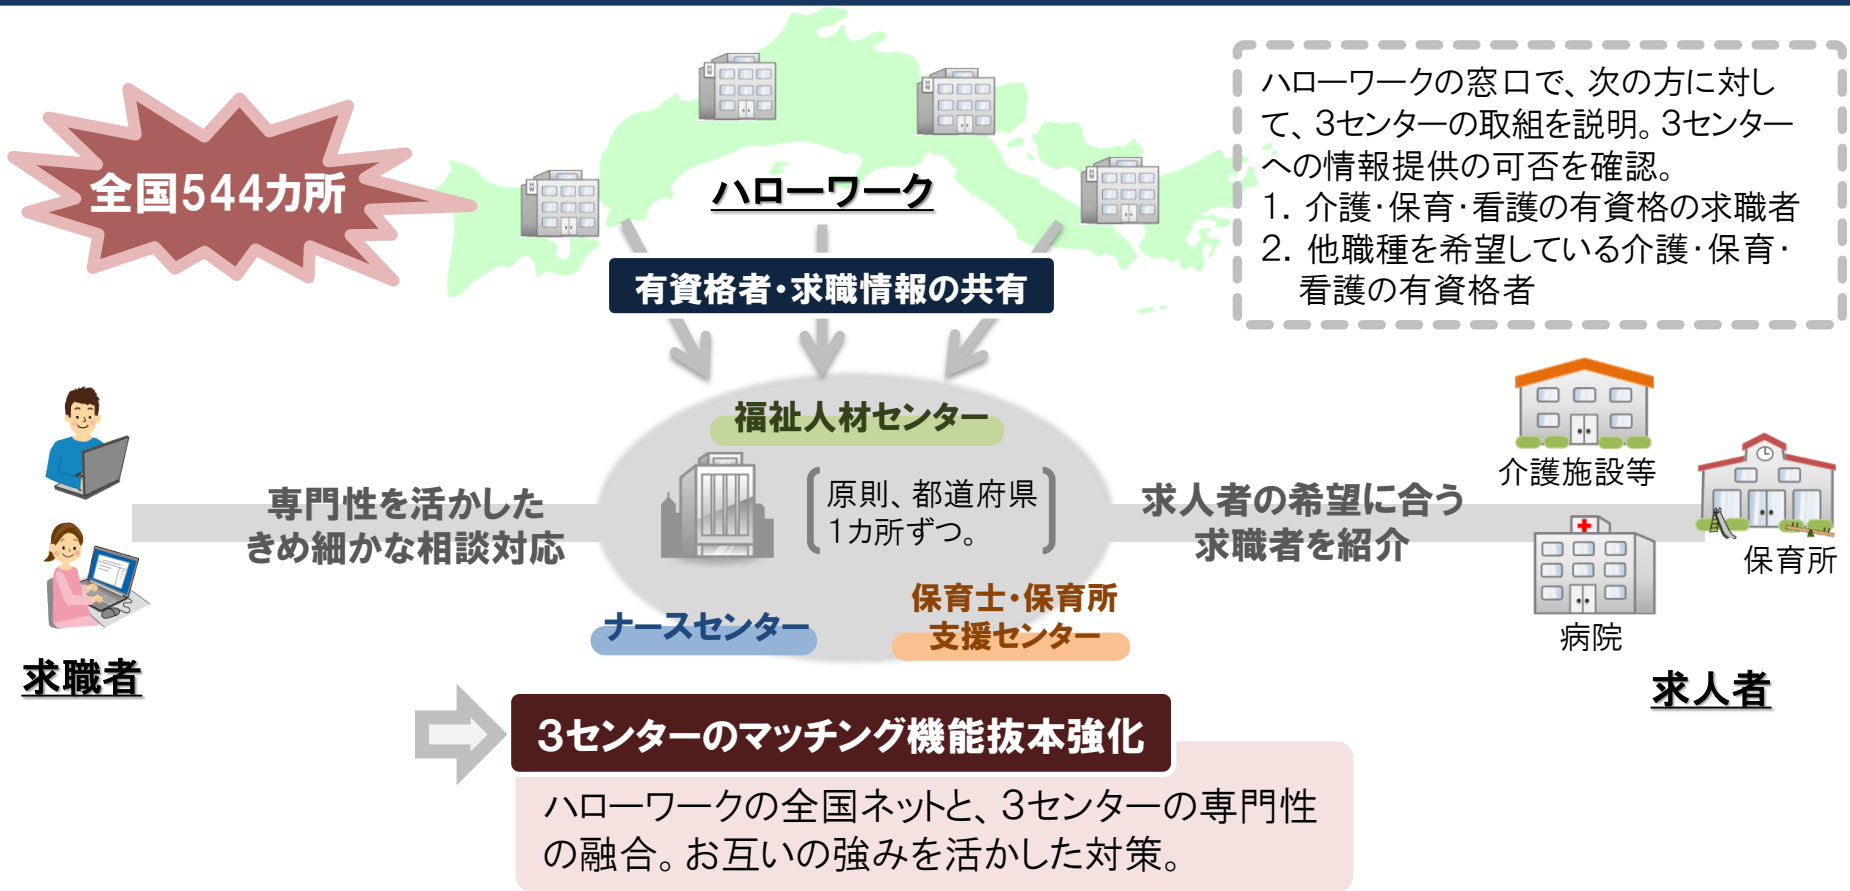 全国544カ所
ハローワーク
有資格者・求職情報の共有
ハローワークの窓口で、次の方に対し
て、3センターの取組を説明。3センター
への情報提供の可否を確認。
1. 介護・保育・看護の有資格の求職者
2. 他職種を希望している介護・保育・
看護の有資格者
福祉人材センター
原則、都道府県
1カ所ずつ。
専門性を活かした
きめ細かな相談対応
求人者の希望に合う
求職者を紹介
介護施設等
保育所
病院
ナースセンター
保育士・保育所
支援センター
求職者
求人者
3センターのマッチング機能抜本強化
ハローワークの全国ネットと、3センターの専門性
の融合。お互いの強みを活かした対策。